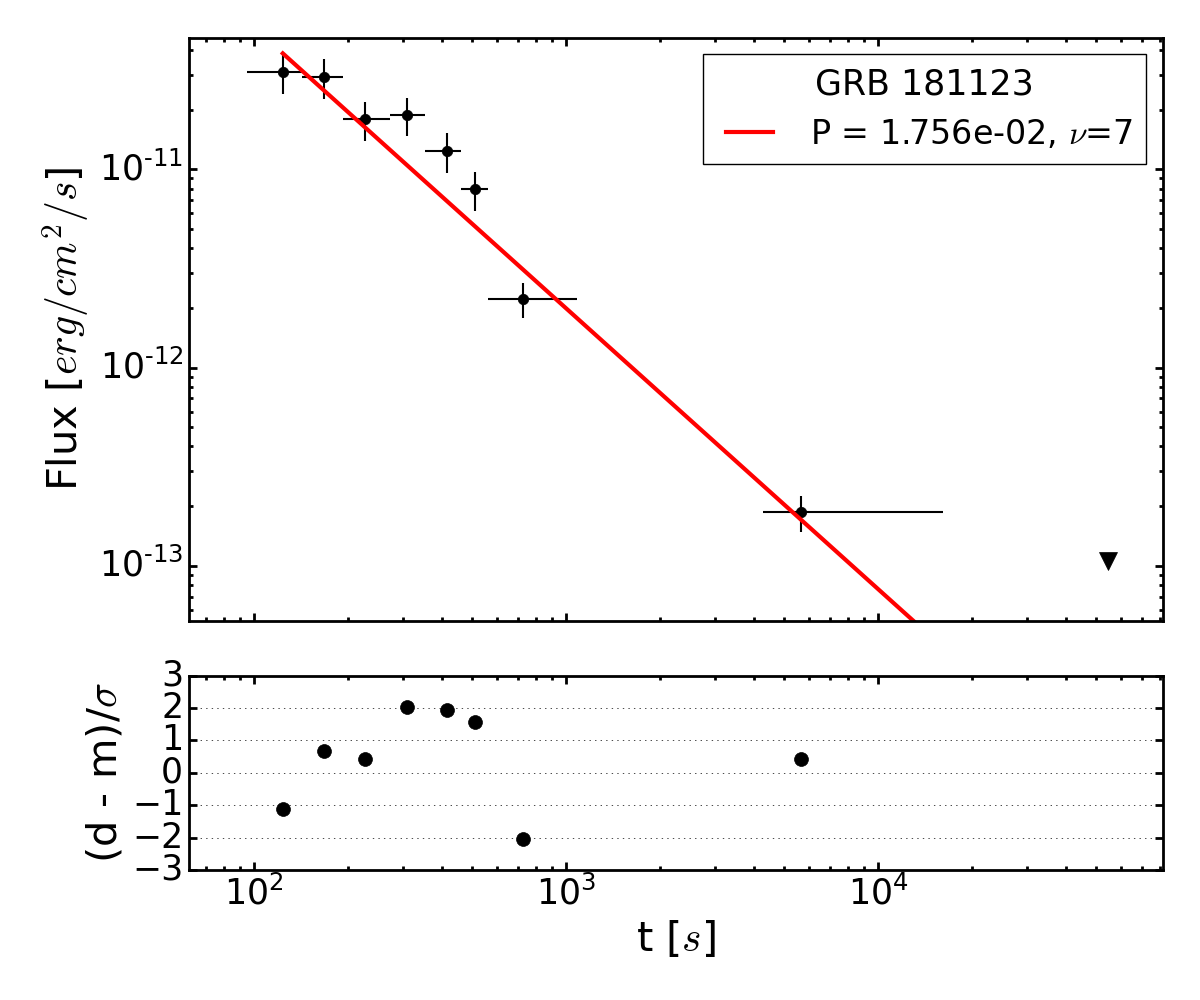 GRB 181123
P = 1.756e-02, ν=7
Flux [erg/cm²/s]
10⁻¹¹
10⁻¹²
10⁻¹³
(d - m)/σ
3
2
1
0
−1
−2
−3
10² 10³ 10⁴
t [s]